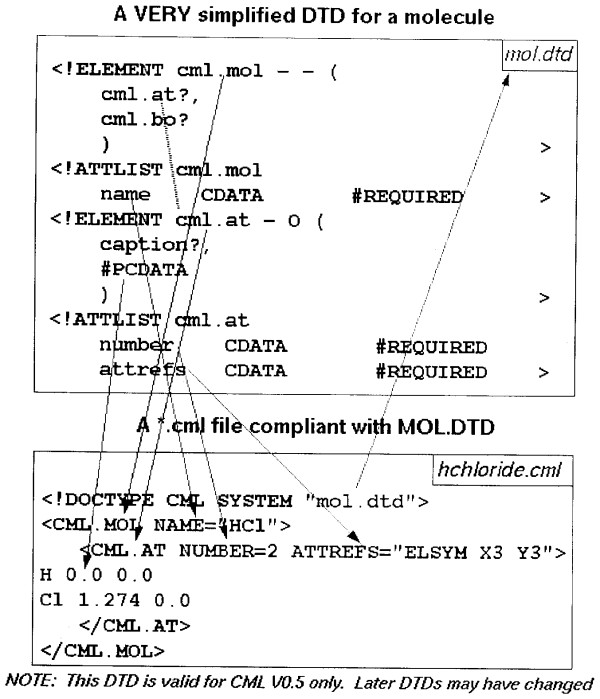 A VERY simplified DTD for a molecule
mol.dtd
<!ELEMENT cml.mol - - (
cml.at?,
cml.bo?
) >
<!ATTLIST cml.mol
name CDATA #REQUIRED >
<!ELEMENT cml.at - O (
caption?,
#PCDATA
) >
<!ATTLIST cml.at
number CDATA #REQUIRED
attrefs CDATA #REQUIRED >
A *.cml file compliant with MOL.DTD
hchloride.cml
<!DOCTYPE CML SYSTEM "mol.dtd">
<CML.MOL NAME="HCl">
<CML.AT NUMBER=2 ATTREFS="ELSYM X3 Y3">
H 0.0 0.0
Cl 1.274 0.0
</CML.AT>
</CML.MOL>
NOTE: This DTD is valid for CML V0.5 only. Later DTDs may have changed